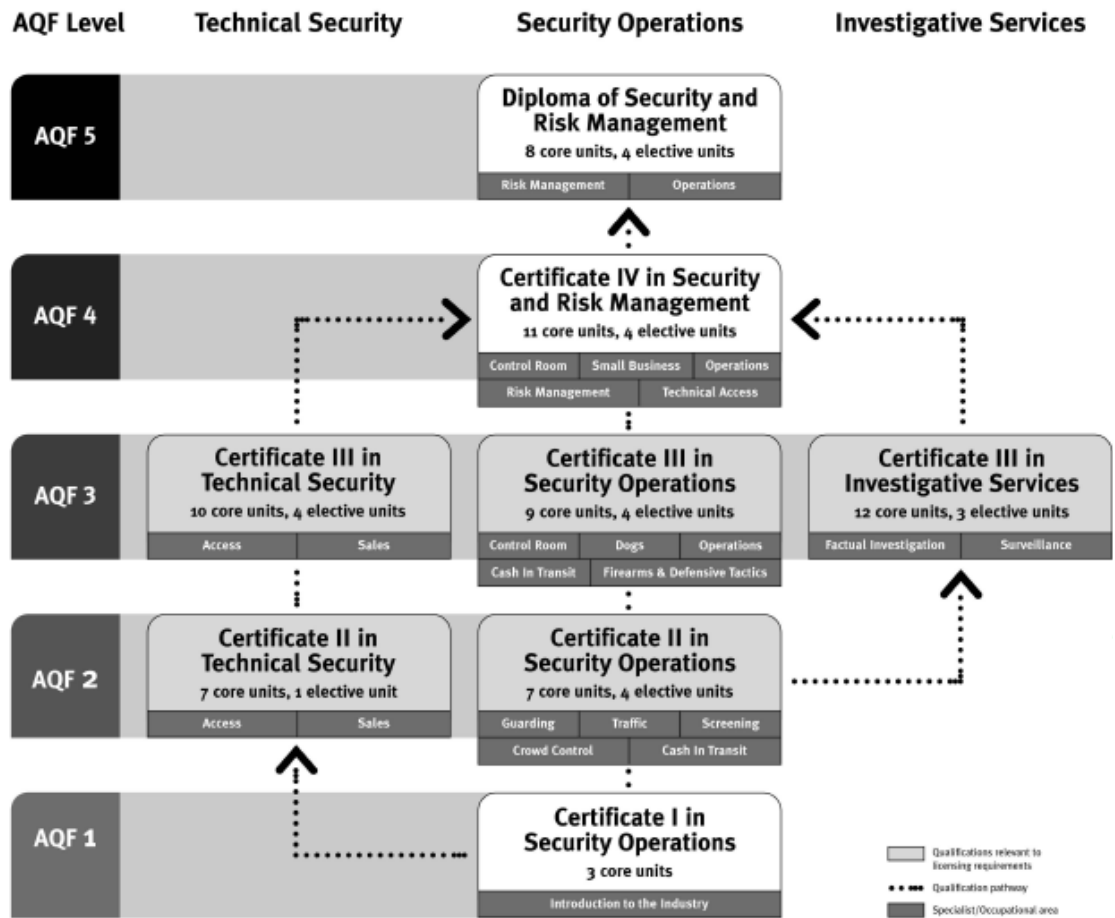 AQF Level
Technical Security
Security Operations
Investigative Services
AQF 5
Diploma of Security and
Risk Management
8 core units, 4 elective units
Risk Management
Operations
AQF 4
Certificate IV in Security
and Risk Management
11 core units, 4 elective units
Control Room
Small Business
Operations
Risk Management
Technical Access
AQF 3
Certificate III in
Technical Security
10 core units, 4 elective units
Access
Sales
Certificate III in
Security Operations
9 core units, 4 elective units
Control Room
Dogs
Operations
Cash In Transit
Firearms & Defensive Tactics
Certificate III in
Investigative Services
12 core units, 3 elective units
Factual Investigation
Surveillance
AQF 2
Certificate II in
Technical Security
7 core units, 1 elective unit
Access
Sales
Certificate II in
Security Operations
7 core units, 4 elective units
Guarding
Traffic
Screening
Crowd Control
Cash In Transit
AQF 1
Certificate I in
Security Operations
3 core units
Introduction to the Industry
Qualifications relevant to
licensing requirements
Qualification pathway
Specialist/Occupational area